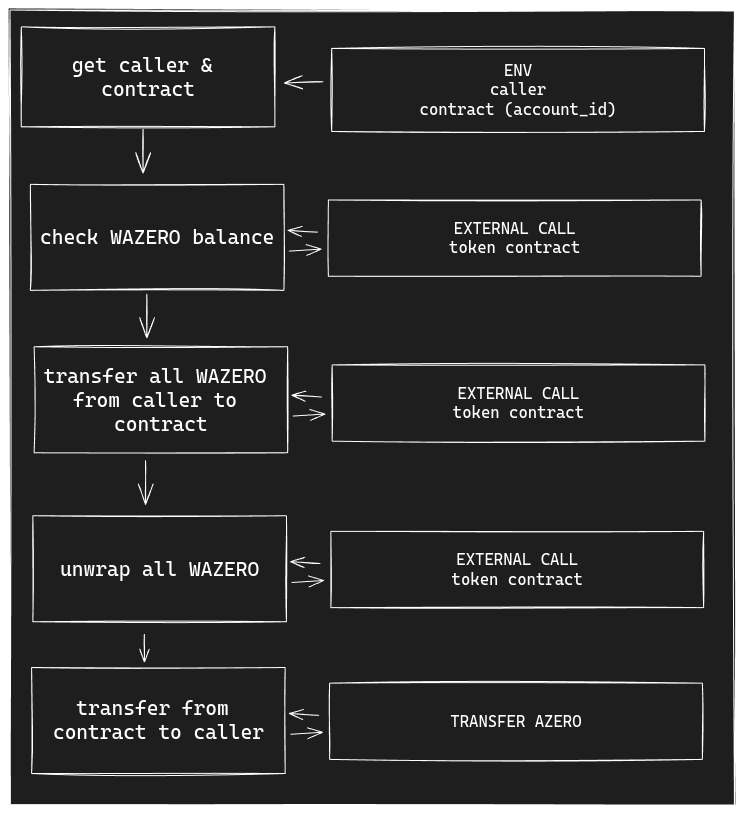 get caller &
contract
ENV
caller
contract (account_id)
check WAZERO balance
EXTERNAL CALL
token contract
transfer all WAZERO
from caller to
contract
EXTERNAL CALL
token contract
unwrap all WAZERO
EXTERNAL CALL
token contract
transfer from
contract to caller
TRANSFER AZERO